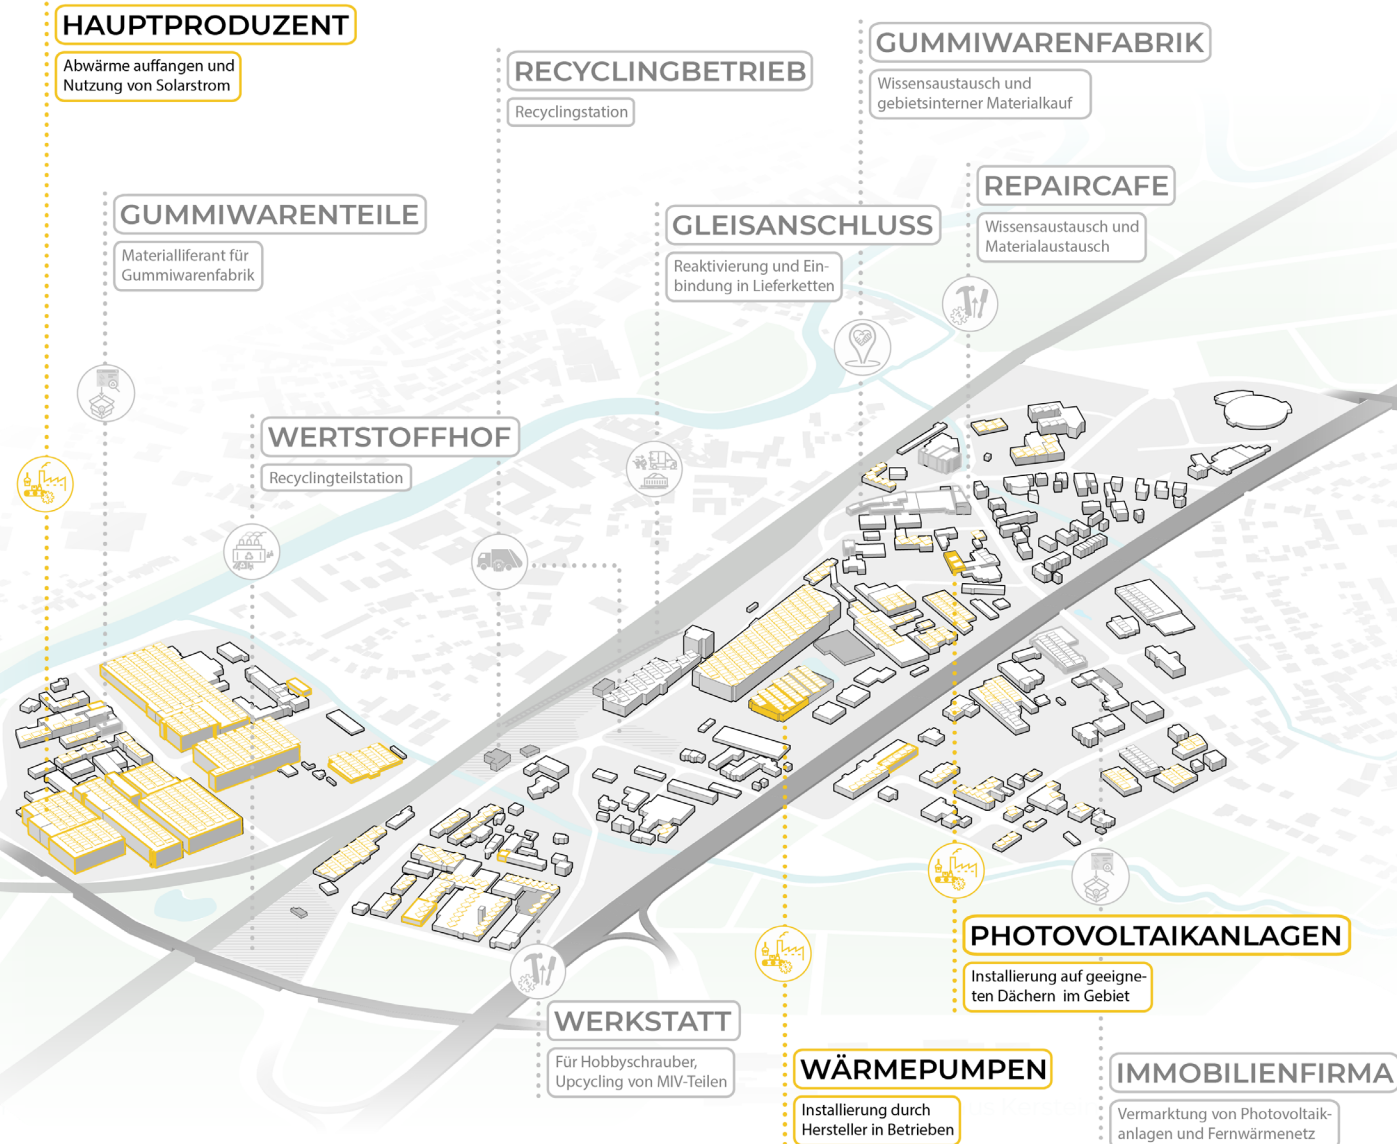 HAUPTPRODUZENT
Abwärme auffangen und
Nutzung von Solarstrom
RECYCLINGBETRIEB
Recyclingstation
GUMMIWARENFABRIK
Wissensaustausch und
gebietsinterner Materialkauf
GUMMIWARENTEILE
Materialliferant für
Gummiwarenfabrik
GLEISANSCHLUSS
Reaktivierung und Ein-
bindung in Lieferketten
REPAIRCAFE
Wissensaustausch und
Materialaustausch
WERTSTOFFHOF
Recyclingteilstation
PHOTOVOLTAIKANLAGEN
Installierung auf geeigne-
ten Dächern im Gebiet
WERKSTATT
Für Hobbyschrauber,
Upcycling von MIV-Teilen
WÄRMEPUMPEN
Installierung durch
Hersteller in Betrieben
IMMOBILIENFIRMA
Vermarktung von Photovoltaik-
anlagen und Fernwärmenetz